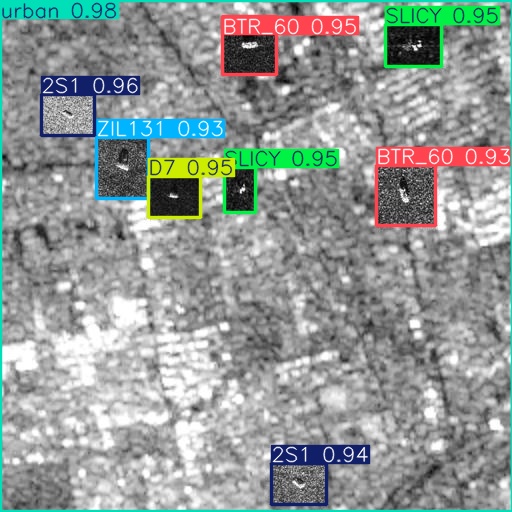 urban 0.98
BTR_60 0.95
SLICY 0.95
2S1 0.96
ZIL131 0.93
D7 0.95
SLICY 0.95
BTR_60 0.93
2S1 0.94